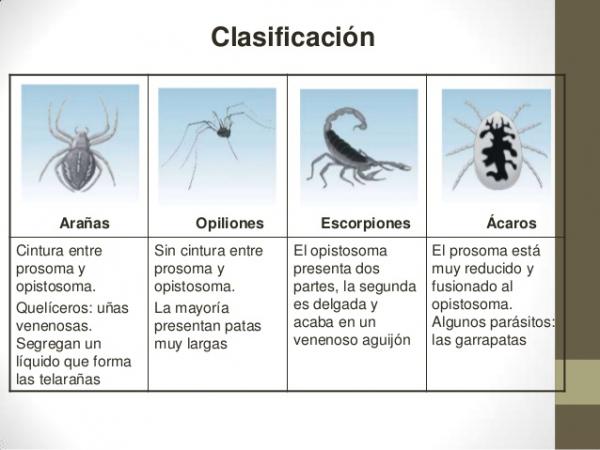 Clasificación
Arañas
Opiliones
Escorpiones
Ácaros
Cintura entre
prosoma y
opistosoma.
Quelíceros: uñas
venenosas.
Segregan un
líquido que forma
las telarañas
Sin cintura entre
prosoma y
opistosoma.
La mayoría
presentan patas
muy largas
El opistosoma
presenta dos
partes, la segunda
es delgada y
acaba en un
venenoso aguijón
El prosoma está
muy reducido y
fusionado al
opistosoma.
Algunos parásitos:
las garrapatas